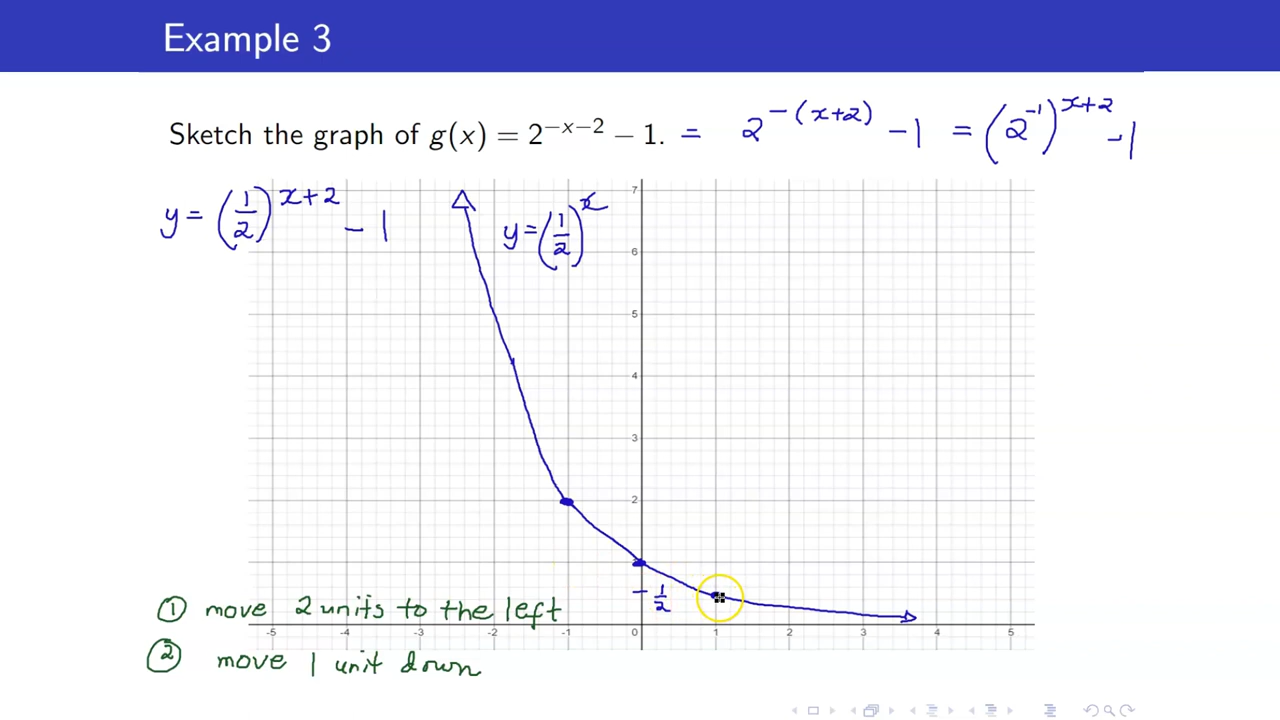 Example 3
Sketch the graph of g(x) = 2^{-x-2} - 1. = 2^{-(x+2)} - 1 = (2^{-1})^{x+2} - 1
y = (1/2)^{x+2} - 1
y = (1/2)^x
7
6
5
4
3
2
- 1/2
① move 2 units to the left
-5 -4 -3 -2 -1 0 1 2 3 4 5
② move 1 unit down